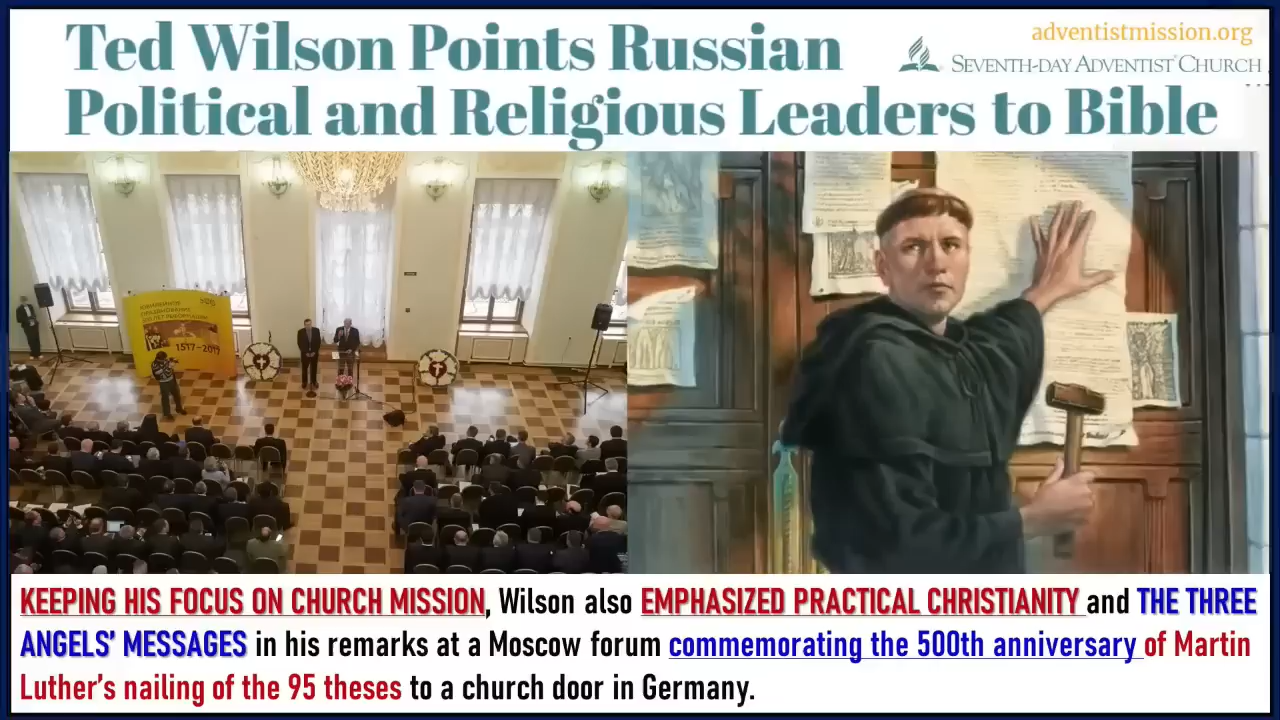 Ted Wilson Points Russian
Political and Religious Leaders to Bible
adventistmission.org
SEVENTH-DAY ADVENTIST® CHURCH
1517-2017
KEEPING HIS FOCUS ON CHURCH MISSION, Wilson also EMPHASIZED PRACTICAL CHRISTIANITY and THE THREE
ANGELS' MESSAGES in his remarks at a Moscow forum commemorating the 500th anniversary of Martin
Luther's nailing of the 95 theses to a church door in Germany.